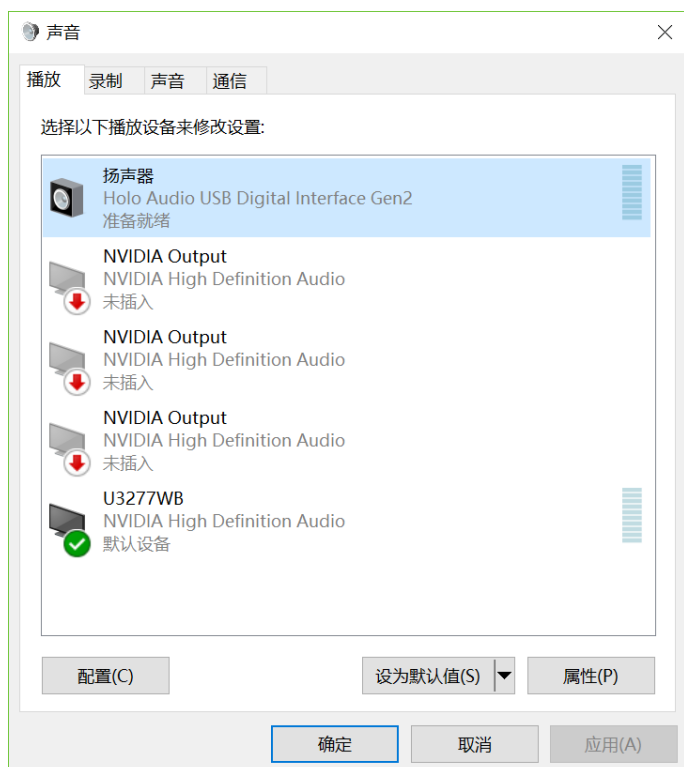 声音
播放 录制 声音 通信
选择以下播放设备来修改设置:
扬声器
Holo Audio USB Digital Interface Gen2
准备就绪
NVIDIA Output
NVIDIA High Definition Audio
未插入
NVIDIA Output
NVIDIA High Definition Audio
未插入
NVIDIA Output
NVIDIA High Definition Audio
未插入
U3277WB
NVIDIA High Definition Audio
默认设备
配置(C) 设为默认值(S) 属性(P)
确定 取消 应用(A)